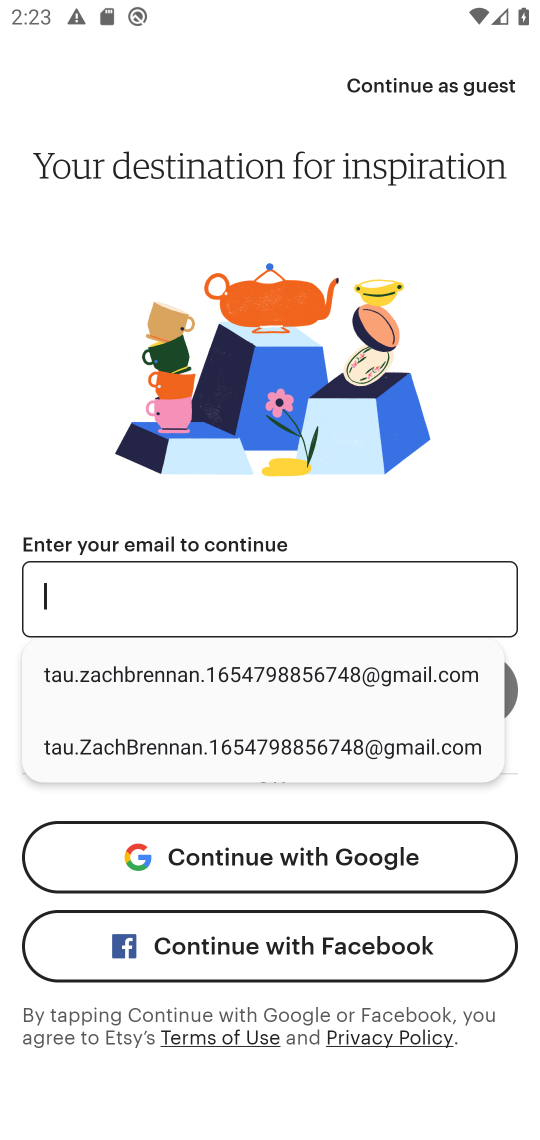 2:23
Continue as guest
Your destination for inspiration
Enter your email to continue
tau.zachbrennan.1654798856748@gmail.com
tau.ZachBrennan.1654798856748@gmail.com
Continue with Google
Continue with Facebook
By tapping Continue with Google or Facebook, you
agree to Etsy's Terms of Use and Privacy Policy.